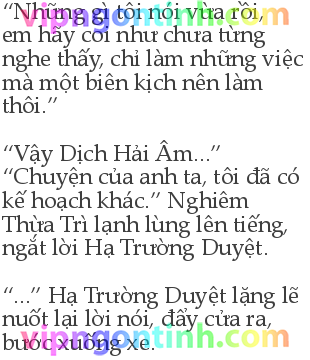 vipngontinh.com
“Những gì tôi nói vừa rồi,
em hãy coi như chưa từng
nghe thấy, chỉ làm những việc
mà một biên kịch nên làm
thôi.”
“Vậy Dịch Hải Âm...”
“Chuyện của anh ta, tôi đã có
kế hoạch khác.” Nghiêm
Thừa Trì lạnh lùng lên tiếng,
ngắt lời Hạ Trường Duyệt.
“...” Hạ Trường Duyệt lặng lẽ
nuốt lại lời nói, đẩy cửa ra,
bước xuống xe.
vipngontinh.com